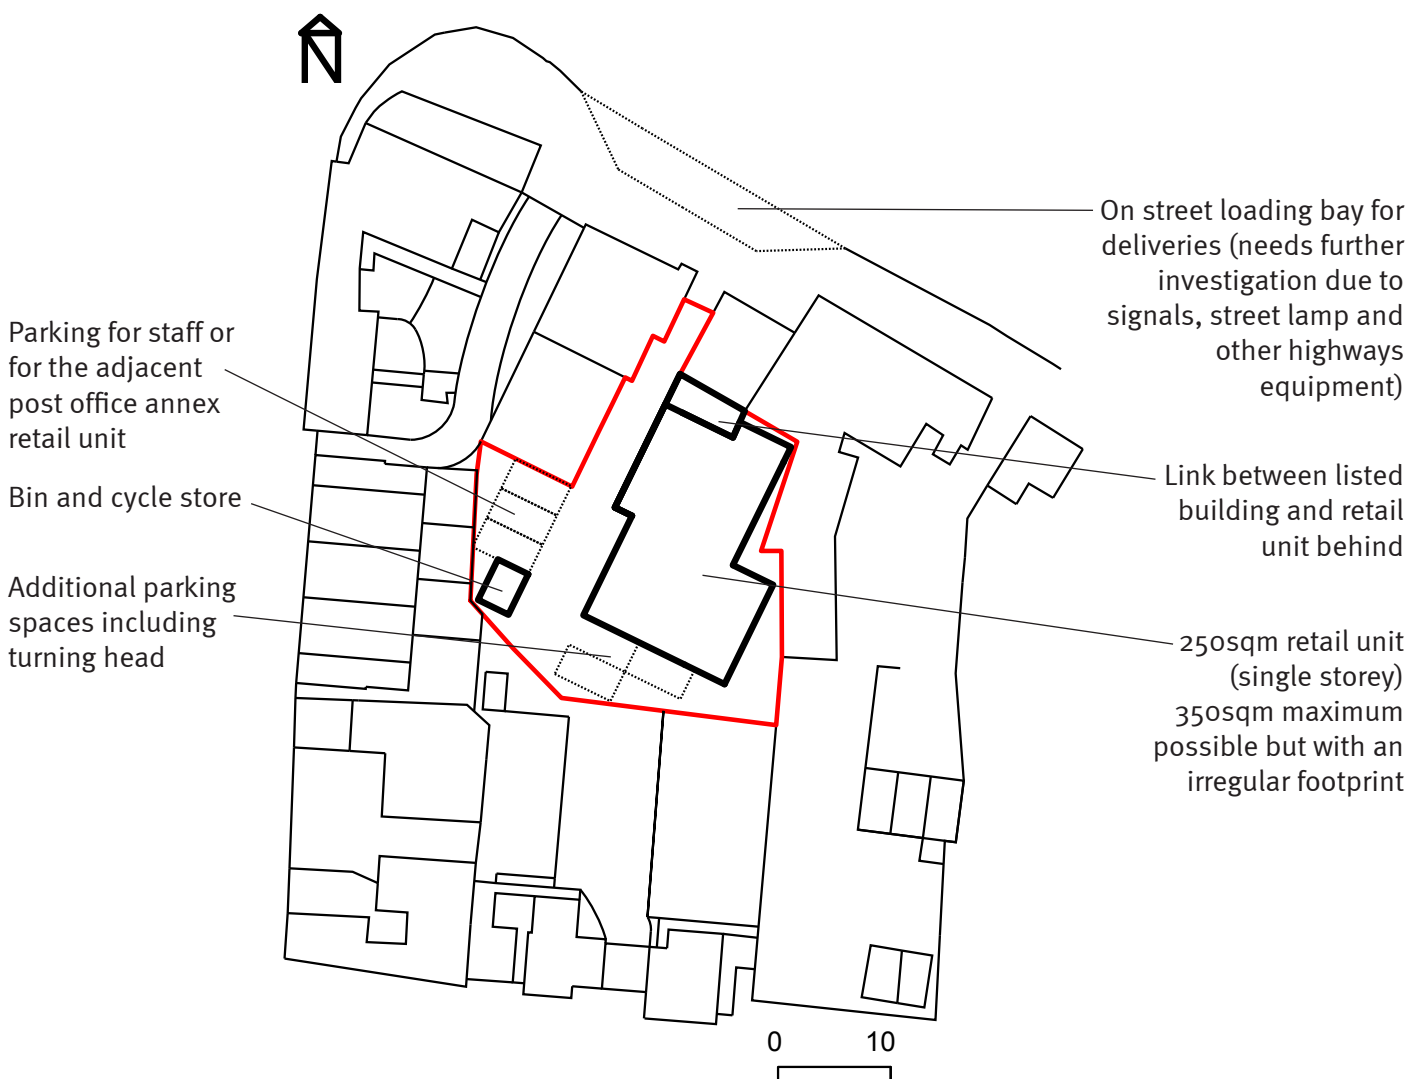 N
On street loading bay for
deliveries (needs further
investigation due to
signals, street lamp and
other highways
equipment)
Parking for staff or
for the adjacent
post office annex
retail unit
Bin and cycle store
Additional parking
spaces including
turning head
Link between listed
building and retail
unit behind
250sqm retail unit
(single storey)
350sqm maximum
possible but with an
irregular footprint
0 10